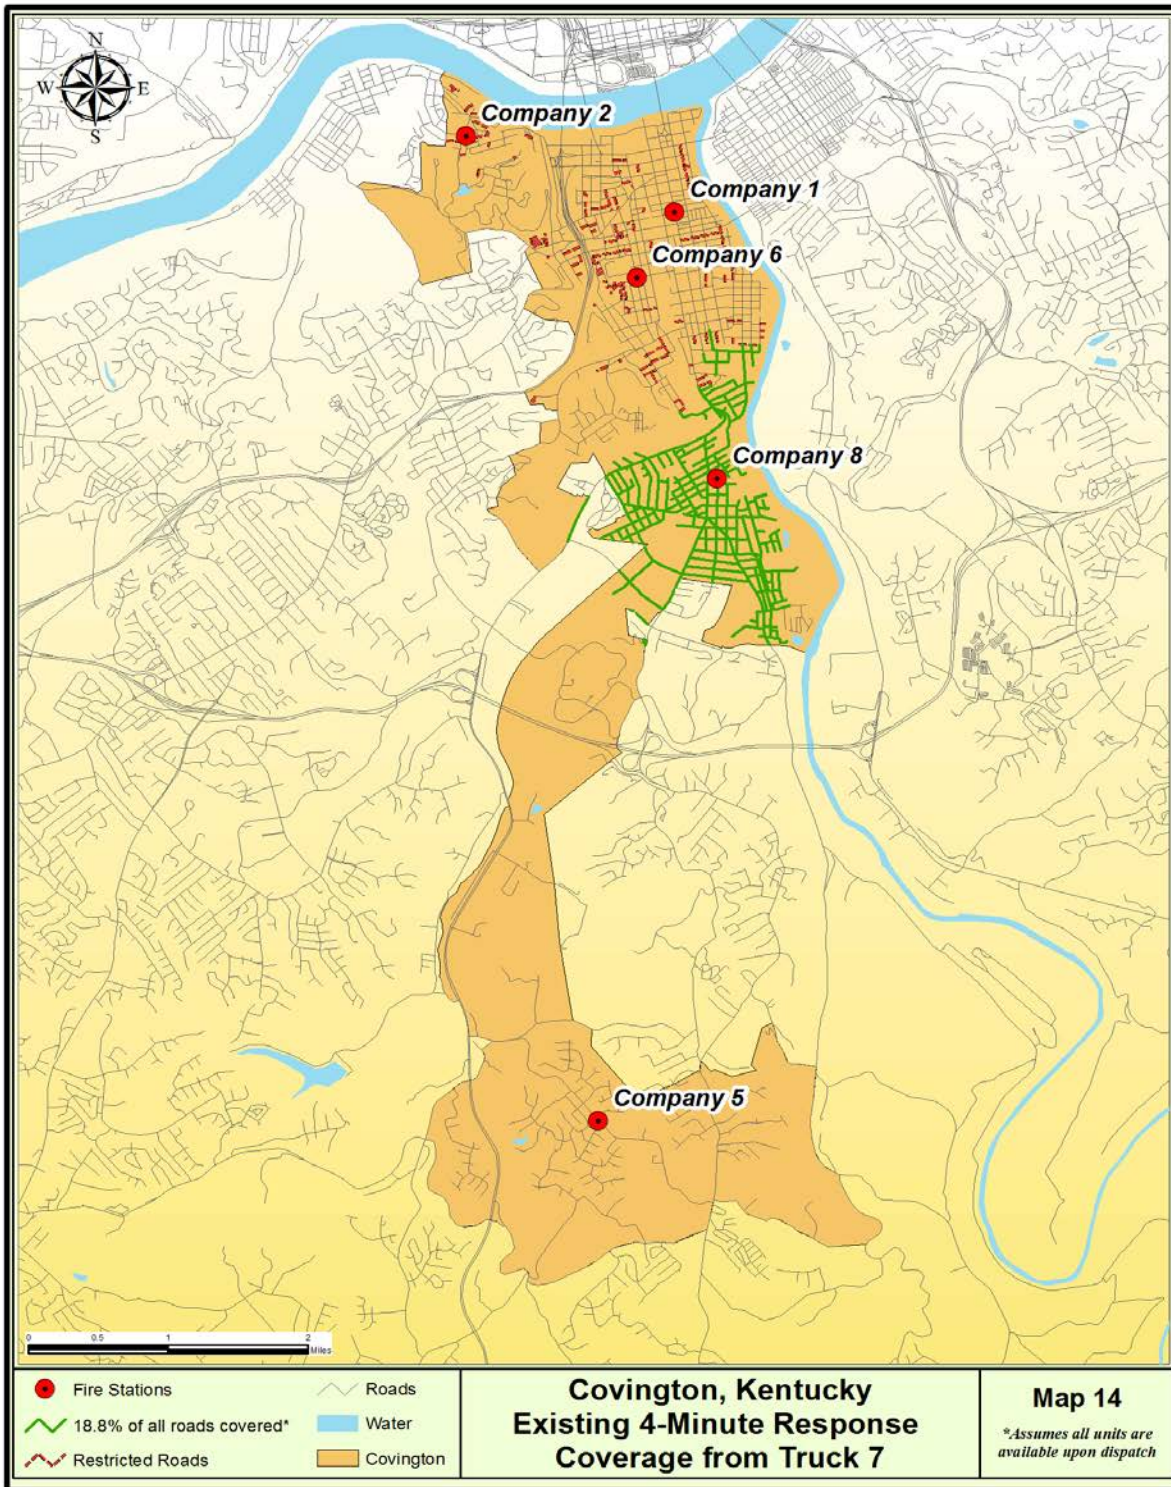 N
W E
S
Company 2
Company 1
Company 6
Company 8
Company 5
0 0.5 1 2
Miles
Fire Stations
18.8% of all roads covered*
Restricted Roads
Roads
Water
Covington
Covington, Kentucky
Existing 4-Minute Response
Coverage from Truck 7
Map 14
*Assumes all units are
available upon dispatch